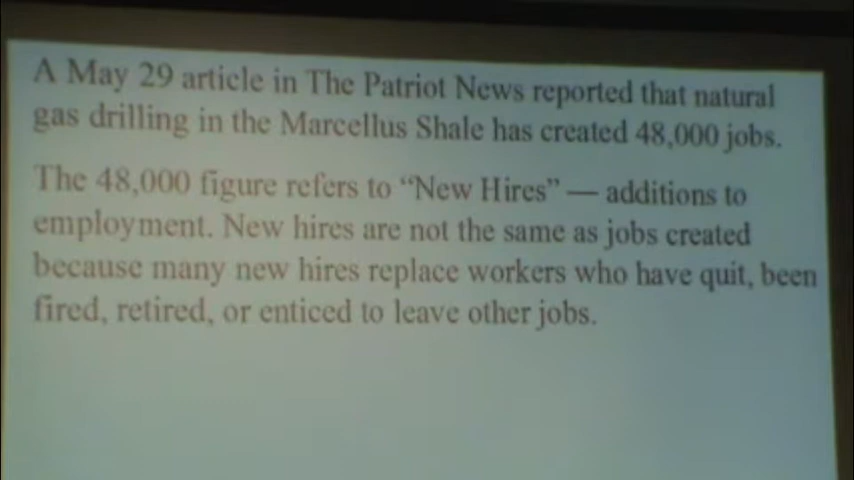 A May 29 article in The Patriot News reported that natural
gas drilling in the Marcellus Shale has created 48,000 jobs.
The 48,000 figure refers to “New Hires” — additions to
employment. New hires are not the same as jobs created
because many new hires replace workers who have quit, been
fired, retired, or enticed to leave other jobs.